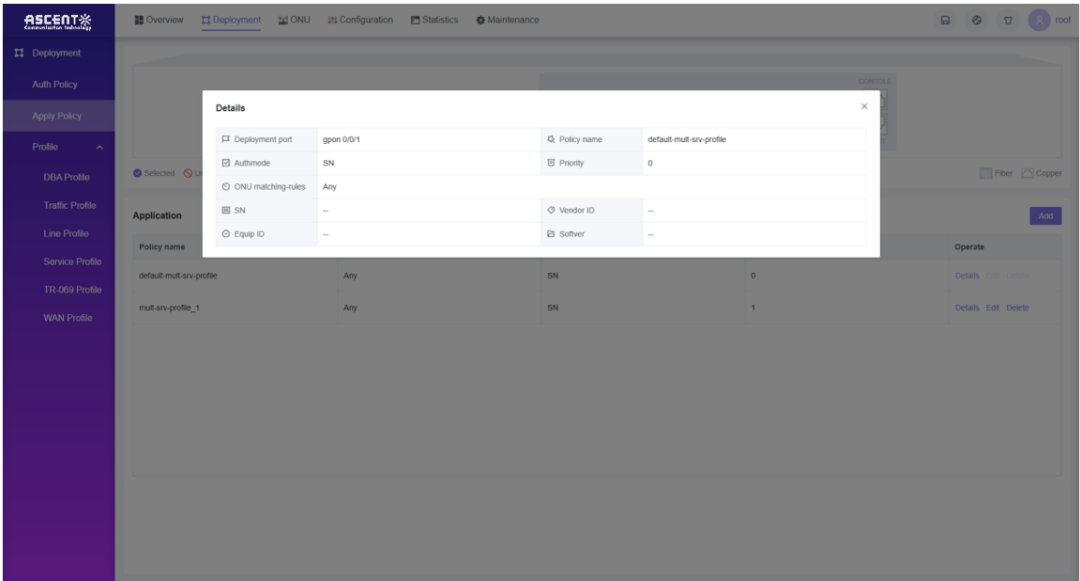 ASCENT
Communication Technology
Overview Deployment ONU Configuration Statistics Maintenance root
Deployment
Auth Policy
Apply Policy
Profile
DBA Profile
Traffic Profile
Line Profile
Service Profile
TR-069 Profile
WAN Profile
CONSOLE
Details
Deployment port gpon 0/0/1 Policy name default-mult-srv-profile
Authmode SN Priority 0
ONU matching-rules Any
SN -- Vendor ID --
Equip ID -- Softver --
Selected Fiber Copper
Application Add
Policy name Operate
default-mult-srv-profile Any SN 0 Details Edit Delete
mult-srv-profile_1 Any SN 1 Details Edit Delete